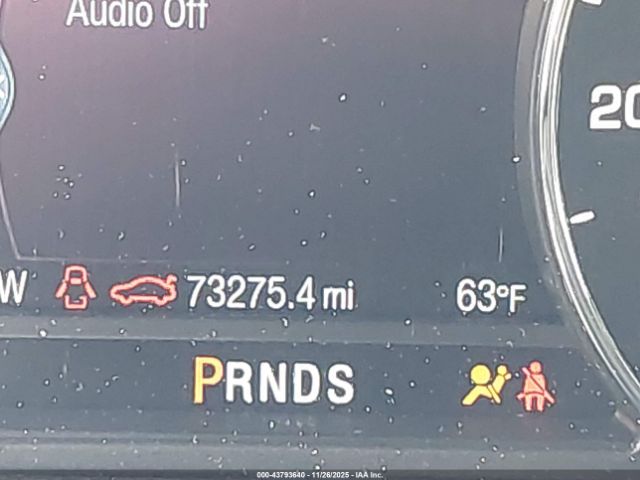 Audio Off
20
W 73275.4 mi 63°F
PRNDS
000-43793640 - 11/26/2025 - IAA Inc.